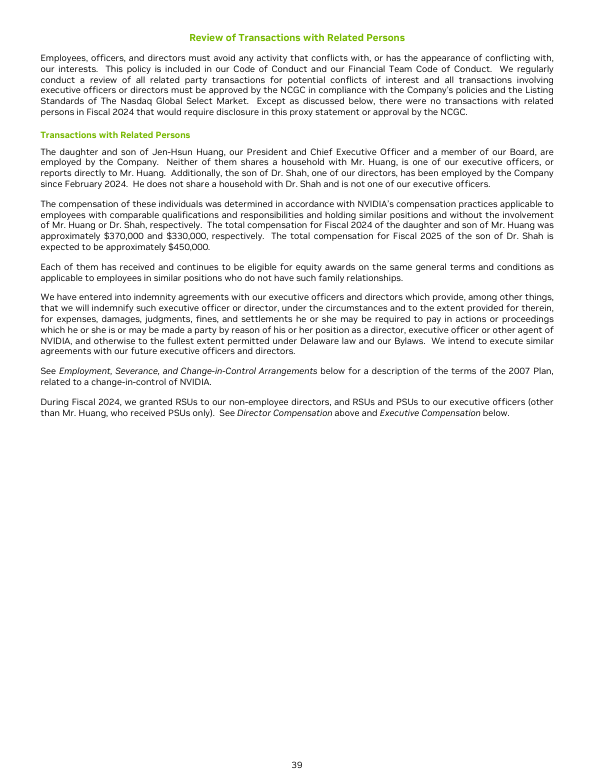 Review of Transactions with Related Persons
Employees, officers, and directors must avoid any activity that conflicts with, or has the appearance of conflicting with,
our interests. This policy is included in our Code of Conduct and our Financial Team Code of Conduct. We regularly
conduct a review of all related party transactions for potential conflicts of interest and all transactions involving
executive officers or directors must be approved by the NCGC in compliance with the Company's policies and the Listing
Standards of The Nasdaq Global Select Market. Except as discussed below, there were no transactions with related
persons in Fiscal 2024 that would require disclosure in this proxy statement or approval by the NCGC.
Transactions with Related Persons
The daughter and son of Jen-Hsun Huang, our President and Chief Executive Officer and a member of our Board, are
employed by the Company. Neither of them shares a household with Mr. Huang, is one of our executive officers, or
reports directly to Mr. Huang. Additionally, the son of Dr. Shah, one of our directors, has been employed by the Company
since February 2024. He does not share a household with Dr. Shah and is not one of our executive officers.
The compensation of these individuals was determined in accordance with NVIDIA's compensation practices applicable to
employees with comparable qualifications and responsibilities and holding similar positions and without the involvement
of Mr. Huang or Dr. Shah, respectively. The total compensation for Fiscal 2024 of the daughter and son of Mr. Huang was
approximately $370,000 and $330,000, respectively. The total compensation for Fiscal 2025 of the son of Dr. Shah is
expected to be approximately $450,000.
Each of them has received and continues to be eligible for equity awards on the same general terms and conditions as
applicable to employees in similar positions who do not have such family relationships.
We have entered into indemnity agreements with our executive officers and directors which provide, among other things,
that we will indemnify such executive officer or director, under the circumstances and to the extent provided for therein,
for expenses, damages, judgments, fines, and settlements he or she may be required to pay in actions or proceedings
which he or she is or may be made a party by reason of his or her position as a director, executive officer or other agent of
NVIDIA, and otherwise to the fullest extent permitted under Delaware law and our Bylaws. We intend to execute similar
agreements with our future executive officers and directors.
See Employment, Severance, and Change-in-Control Arrangements below for a description of the terms of the 2007 Plan,
related to a change-in-control of NVIDIA.
During Fiscal 2024, we granted RSUs to our non-employee directors, and RSUs and PSUs to our executive officers (other
than Mr. Huang, who received PSUs only). See Director Compensation above and Executive Compensation below.
39